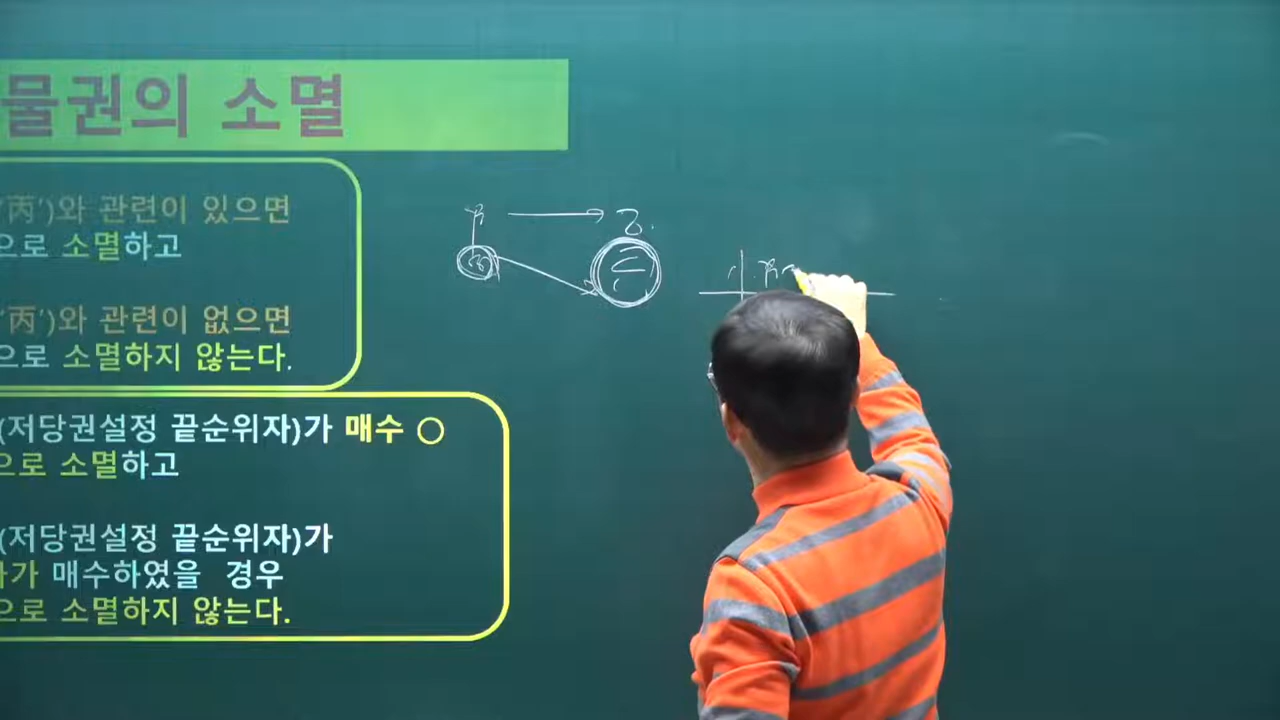 물권의 소멸
'丙')와 관련이 있으면
으로 소멸하고
'丙')와 관련이 없으면
으로 소멸하지 않는다.
(저당권설정 끝순위자)가 매수 ○
으로 소멸하고
(저당권설정 끝순위자)가
가 매수하였을 경우
으로 소멸하지 않는다.